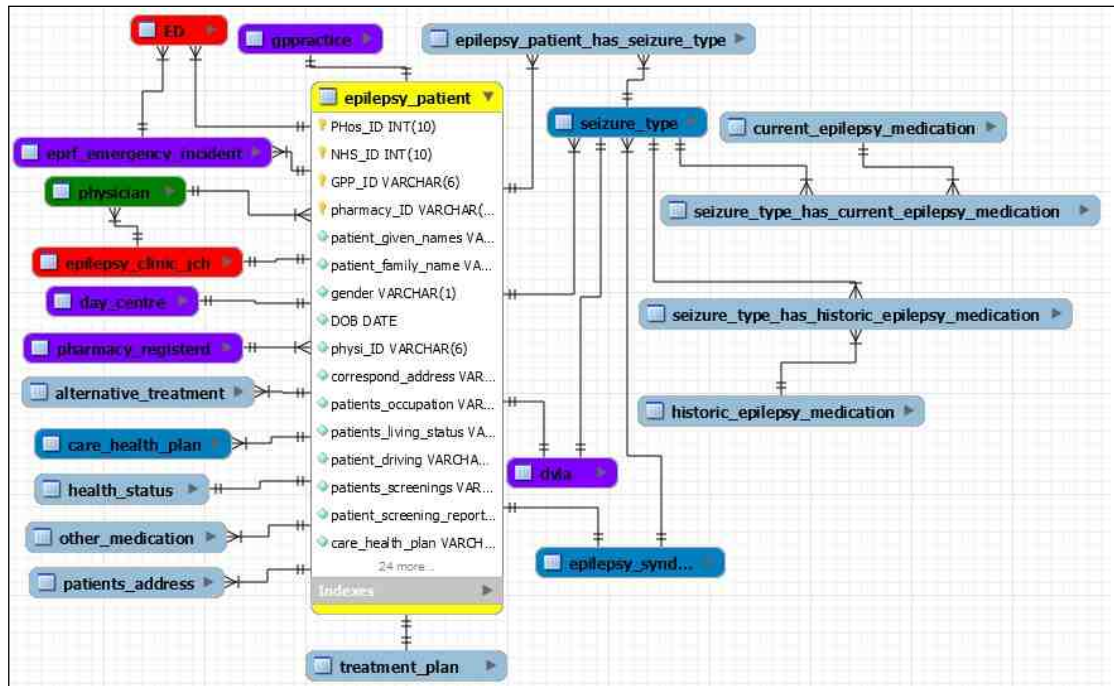 ED
gppractice
epilepsy_patient_has_seizure_type
epilepsy_patient
PHos_ID INT(10)
NHS_ID INT(10)
GPP_ID VARCHAR(6)
pharmacy_ID VARCHAR(...
patient_given_names VA...
patient_family_name VA...
gender VARCHAR(1)
DOB DATE
physi_ID VARCHAR(6)
correspond_address VAR...
patients_occupation VAR...
patients_living_status VA...
patient_driving VARCHA...
patients_screenings VAR...
patient_screening_report...
care_health_plan VARCH...
24 more...
Indexes
eprf_emergency_incident
physician
epilepsy_clinic_jch
day_centre
pharmacy_registerd
alternative_treatment
care_health_plan
health_status
other_medication
patients_address
treatment_plan
seizure_type
current_epilepsy_medication
seizure_type_has_current_epilepsy_medication
seizure_type_has_historic_epilepsy_medication
historic_epilepsy_medication
dvla
epilepsy_synd...